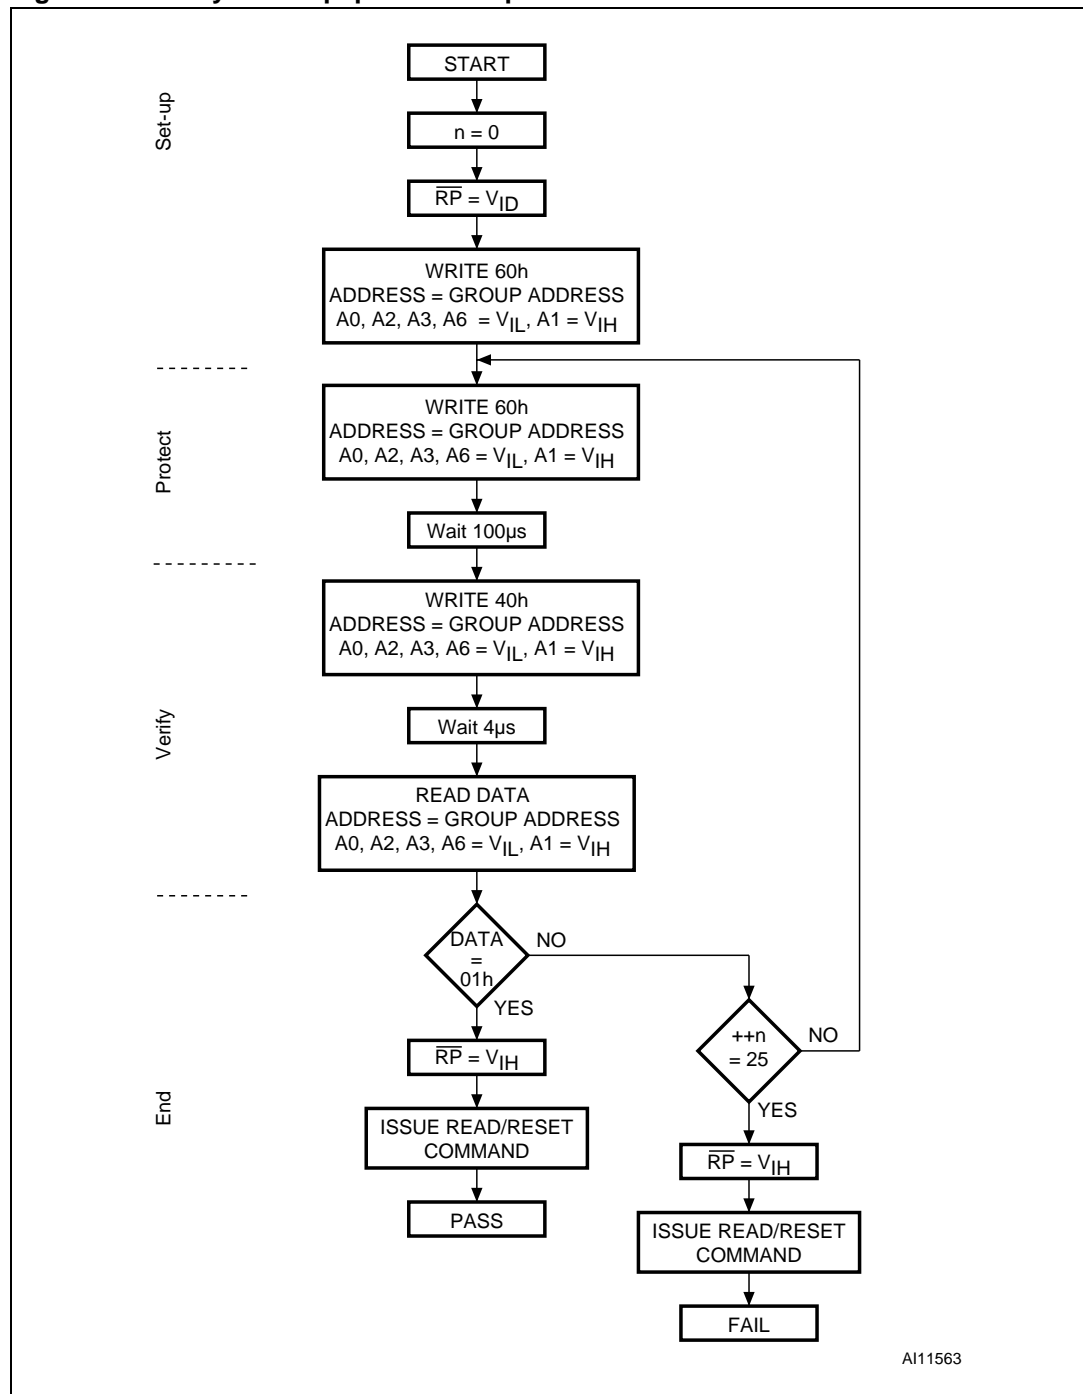 START
Set-up
n = 0
R̅P̅ = VID
WRITE 60h
ADDRESS = GROUP ADDRESS
A0, A2, A3, A6 = VIL, A1 = VIH
Protect
WRITE 60h
ADDRESS = GROUP ADDRESS
A0, A2, A3, A6 = VIL, A1 = VIH
Wait 100µs
WRITE 40h
ADDRESS = GROUP ADDRESS
A0, A2, A3, A6 = VIL, A1 = VIH
Verify
Wait 4µs
READ DATA
ADDRESS = GROUP ADDRESS
A0, A2, A3, A6 = VIL, A1 = VIH
DATA
=
01h
NO
YES
++n
= 25
NO
YES
End
R̅P̅ = VIH
ISSUE READ/RESET
COMMAND
PASS
R̅P̅ = VIH
ISSUE READ/RESET
COMMAND
FAIL
AI11563